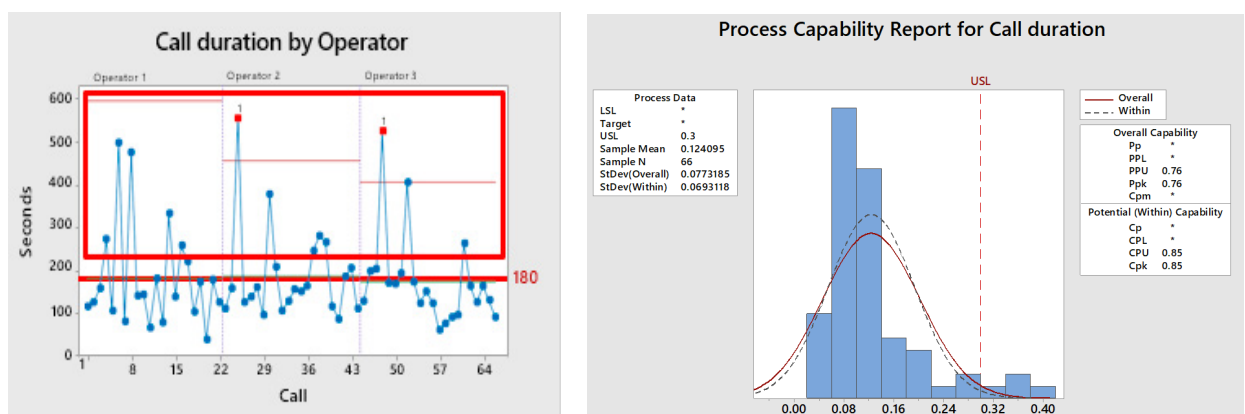 Call duration by Operator
Operator 1
Operator 2
Operator 3
600
500
400
300
200
100
0
Seconds
1
1
180
1
8
15
22
29
36
43
50
57
64
Call
Process Capability Report for Call duration
USL
Process Data
LSL *
Target *
USL 0.3
Sample Mean 0.124095
Sample N 66
StDev(Overall) 0.0773185
StDev(Within) 0.0693118
Overall
Within
Overall Capability
Pp *
PPL *
PPU 0.76
Ppk 0.76
Cpm *
Potential (Within) Capability
Cp *
CPL *
CPU 0.85
Cpk 0.85
0.00
0.08
0.16
0.24
0.32
0.40